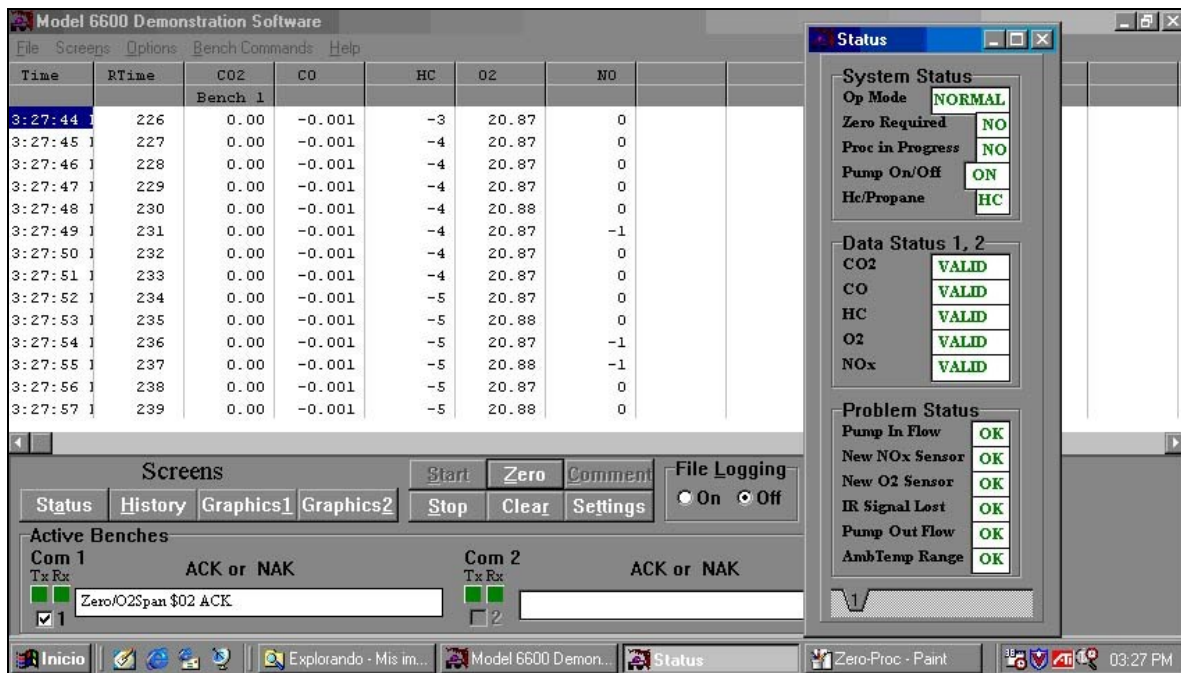 Model 6600 Demonstration Software
File Screens Options Bench Commands Help
Time RTime CO2 CO HC O2 NO
Bench 1
3:27:44 226 0.00 -0.001 -3 20.87 0
3:27:45 227 0.00 -0.001 -4 20.87 0
3:27:46 228 0.00 -0.001 -4 20.87 0
3:27:47 229 0.00 -0.001 -4 20.87 0
3:27:48 230 0.00 -0.001 -4 20.88 0
3:27:49 231 0.00 -0.001 -4 20.87 -1
3:27:50 232 0.00 -0.001 -4 20.87 0
3:27:51 233 0.00 -0.001 -4 20.87 0
3:27:52 234 0.00 -0.001 -5 20.87 0
3:27:53 235 0.00 -0.001 -5 20.88 0
3:27:54 236 0.00 -0.001 -5 20.87 -1
3:27:55 237 0.00 -0.001 -5 20.88 -1
3:27:56 238 0.00 -0.001 -5 20.87 0
3:27:57 239 0.00 -0.001 -5 20.88 0
Screens
Status History Graphics1 Graphics2
Start Zero Comment
Stop Clear Settings
File Logging
On Off
Active Benches
Com 1
Tx Rx
ACK or NAK
Zero/O2Span $02 ACK
1
Com 2
Tx Rx
ACK or NAK
2
Status
System Status
Op Mode NORMAL
Zero Required NO
Proc in Progress NO
Pump On/Off ON
Hc/Propane HC
Data Status 1, 2
CO2 VALID
CO VALID
HC VALID
O2 VALID
NOx VALID
Problem Status
Pump In Flow OK
New NOx Sensor OK
New O2 Sensor OK
IR Signal Lost OK
Pump Out Flow OK
AmbTemp Range OK
1
Inicio
Explorando - Mis im...
Model 6600 Demon...
Status
Zero-Proc - Paint
ATI
03:27 PM